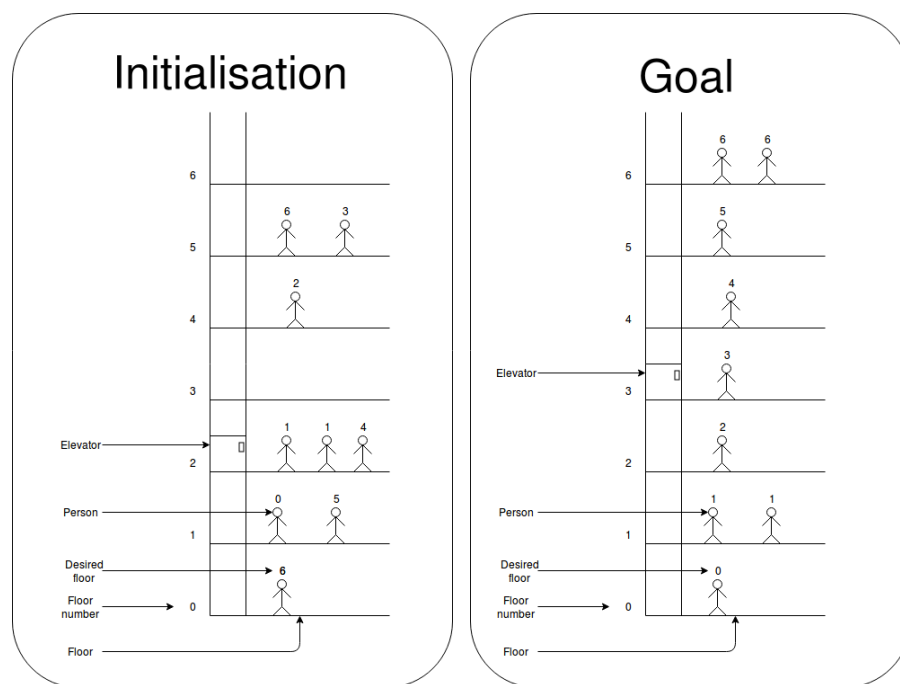 Initialisation
6
6 3
5
2
4
3
Elevator
1 1 4
2
Person
0 5
1
Desired
floor
6
Floor
number
0
Floor
Goal
6 6
6
5
5
4
4
Elevator
3
3
2
2
Person
1 1
1
Desired
floor
0
Floor
number
0
Floor